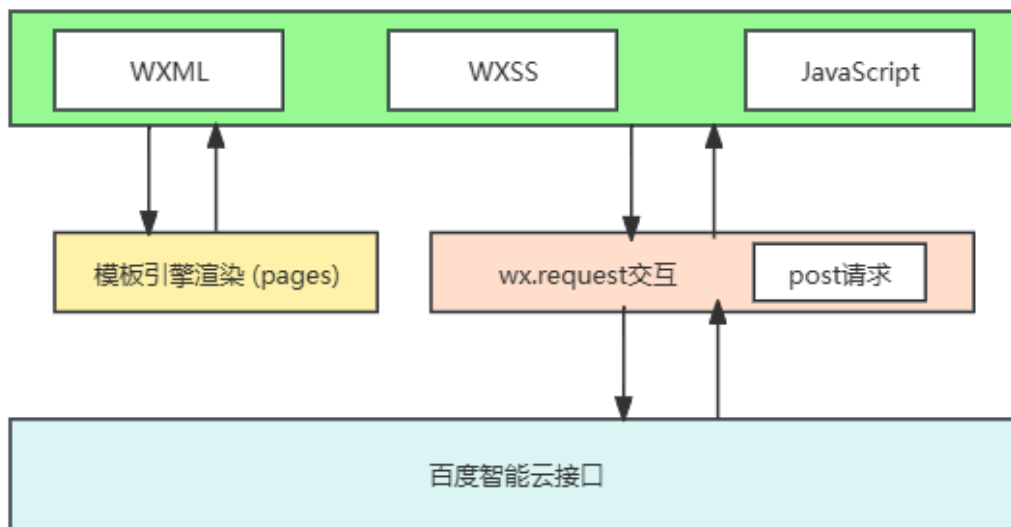 WXML
WXSS
JavaScript
模板引擎渲染 (pages)
wx.request交互
post请求
百度智能云接口